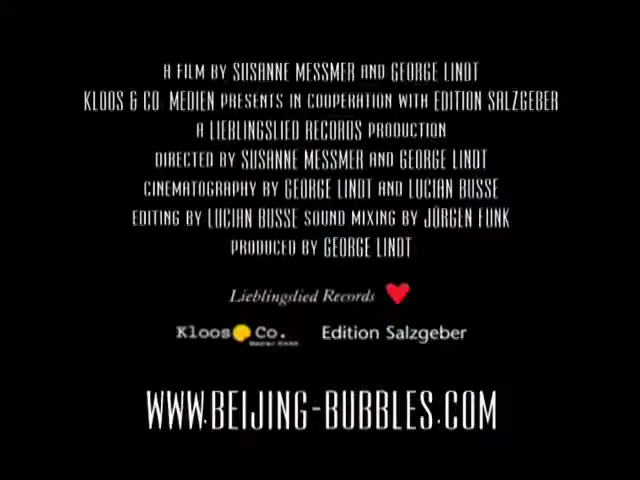 A FILM BY SUSANNE MESSMER AND GEORGE LINDT
KLOOS & CO. MEDIEN PRESENTS IN COOPERATION WITH EDITION SALZGEBER
A LIEBLINGSLIED RECORDS PRODUCTION
DIRECTED BY SUSANNE MESSMER AND GEORGE LINDT
CINEMATOGRAPHY BY GEORGE LINDT AND LUCIAN BUSSE
EDITING BY LUCIAN BUSSE SOUND MIXING BY JÜRGEN FUNK
PRODUCED BY GEORGE LINDT
Lieblingslied Records
Kloos Co.
Edition Salzgeber
WWW.BEIJING-BUBBLES.COM